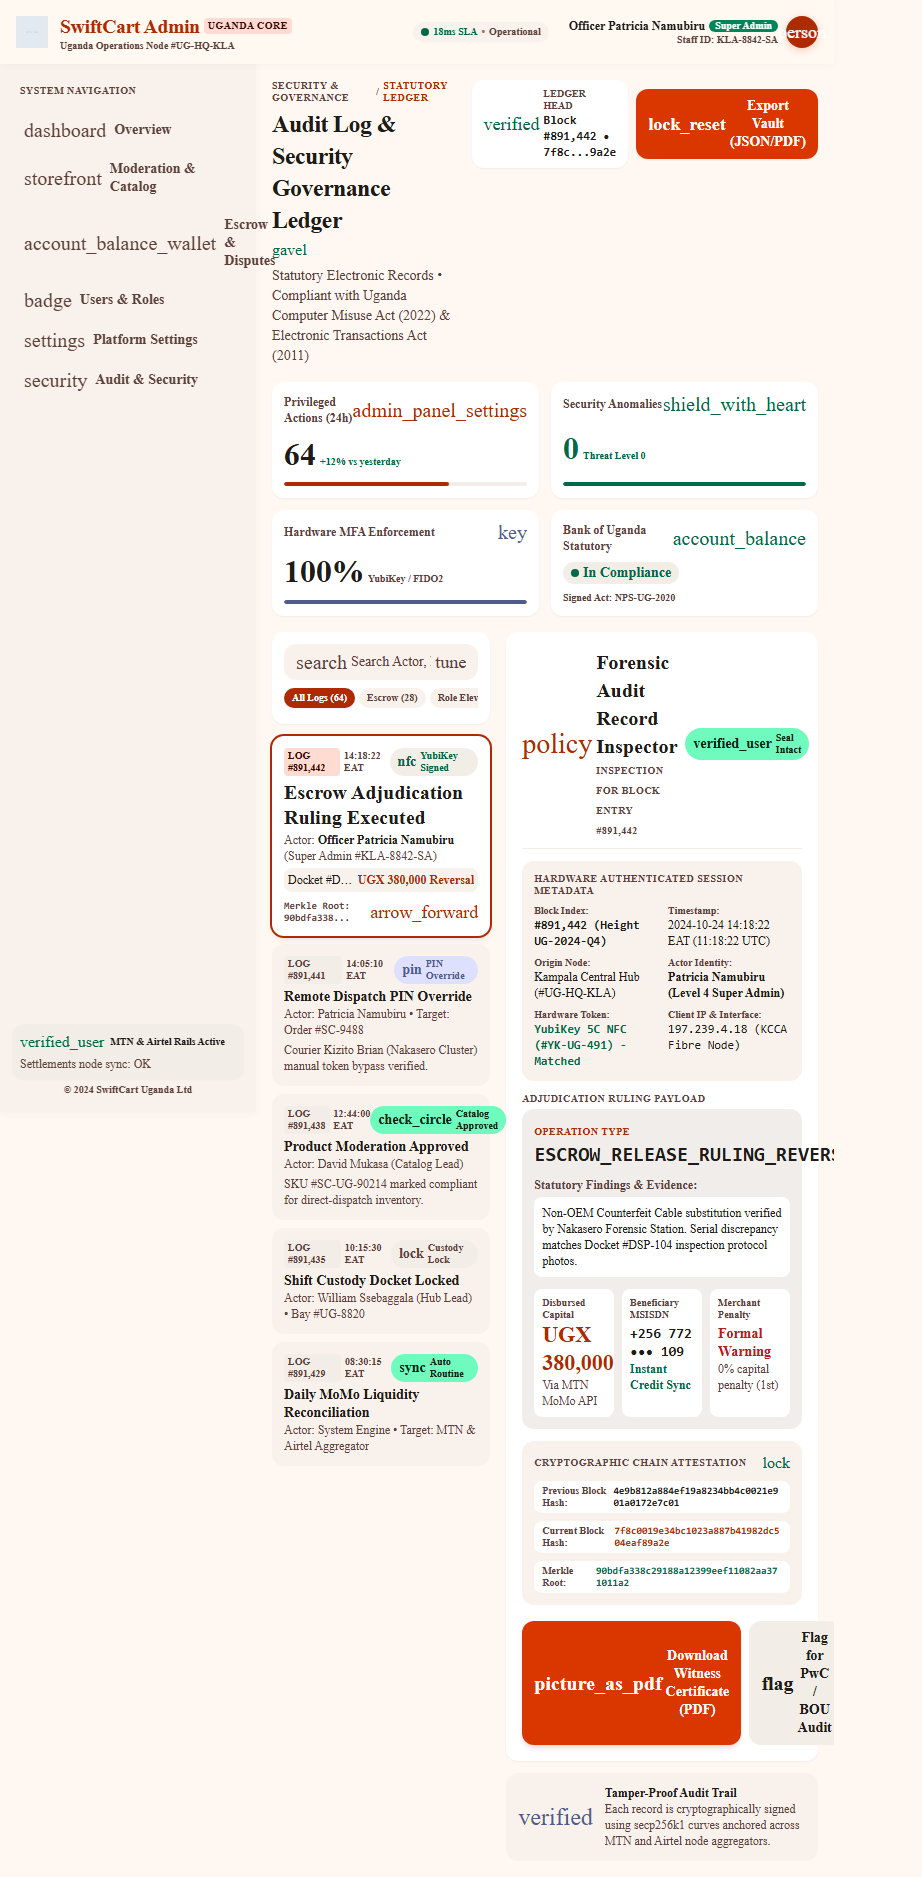 SwiftCart Admin UGANDA CORE
Uganda Operations Node #UG-HQ-KLA
18ms SLA • Operational
Officer Patricia Namubiru Super Admin
Staff ID: KLA-8842-SA
SYSTEM NAVIGATION
dashboard Overview
storefront Moderation &
Catalog
account_balance_wallet Escrow
&
Disputes
badge Users & Roles
settings Platform Settings
security Audit & Security
verified_user MTN & Airtel Rails Active
Settlements node sync: OK
© 2024 SwiftCart Uganda Ltd
SECURITY &
GOVERNANCE
/ STATUTORY
LEDGER
Audit Log &
Security
Governance
Ledger
gavel
Statutory Electronic Records •
Compliant with Uganda
Computer Misuse Act (2022) &
Electronic Transactions Act
(2011)
verified
LEDGER
HEAD
Block
#891,442 •
7f8c...9a2e
lock_reset
Export
Vault
(JSON/PDF)
Privileged
Actions (24h)
admin_panel_settings
64 +12% vs yesterday
Security Anomalies
shield_with_heart
0 Threat Level 0
Hardware MFA Enforcement
key
100% YubiKey / FIDO2
Bank of Uganda
Statutory
account_balance
In Compliance
Signed Act: NPS-UG-2020
search Search Actor, tune
All Logs (64) Escrow (28) Role Elev
LOG
#891,442
14:18:22
EAT
nfc YubiKey
Signed
Escrow Adjudication
Ruling Executed
Actor: Officer Patricia Namubiru
(Super Admin #KLA-8842-SA)
Docket #D... UGX 380,000 Reversal
Merkle Root:
90bdfa338...
arrow_forward
LOG
#891,441
14:05:10
EAT
pin PIN
Override
Remote Dispatch PIN Override
Actor: Patricia Namubiru • Target:
Order #SC-9488
Courier Kizito Brian (Nakasero Cluster)
manual token bypass verified.
LOG
#891,438
12:44:00
EAT
check_circle Catalog
Approved
Product Moderation Approved
Actor: David Mukasa (Catalog Lead)
SKU #SC-UG-90214 marked compliant
for direct-dispatch inventory.
LOG
#891,435
10:15:30
EAT
lock Custody
Lock
Shift Custody Docket Locked
Actor: William Ssebaggala (Hub Lead)
• Bay #UG-8820
LOG
#891,429
08:30:15
EAT
sync Auto
Routine
Daily MoMo Liquidity
Reconciliation
Actor: System Engine • Target: MTN &
Airtel Aggregator
policy
Forensic
Audit
Record
Inspector
INSPECTION
FOR BLOCK
ENTRY
#891,442
verified_user Seal
Intact
HARDWARE AUTHENTICATED SESSION
METADATA
Block Index:
#891,442 (Height
UG-2024-Q4)
Timestamp:
2024-10-24 14:18:22
EAT (11:18:22 UTC)
Origin Node:
Kampala Central Hub
(#UG-HQ-KLA)
Actor Identity:
Patricia Namubiru
(Level 4 Super Admin)
Hardware Token:
YubiKey 5C NFC
(#YK-UG-491) -
Matched
Client IP & Interface:
197.239.4.18 (KCCA
Fibre Node)
ADJUDICATION RULING PAYLOAD
OPERATION TYPE
ESCROW_RELEASE_RULING_REVERS
Statutory Findings & Evidence:
Non-OEM Counterfeit Cable substitution verified
by Nakasero Forensic Station. Serial discrepancy
matches Docket #DSP-104 inspection protocol
photos.
Disbursed
Capital
UGX
380,000
Via MTN
MoMo API
Beneficiary
MSISDN
+256 772
••• 109
Instant
Credit Sync
Merchant
Penalty
Formal
Warning
0% capital
penalty (1st)
CRYPTOGRAPHIC CHAIN ATTESTATION lock
Previous Block
Hash:
4e9b812a884ef19a8234bb4c0021e9
01a0172e7c01
Current Block
Hash:
7f8c0019e34bc1023a887b41982dc5
04eaf89a2e
Merkle
Root:
90bdfa338c29188a12399eef11082aa37
1011a2
picture_as_pdf
Download
Witness
Certificate
(PDF)
flag
Flag
for
PwC
/
BOU
Audit
verified
Tamper-Proof Audit Trail
Each record is cryptographically signed
using secp256k1 curves anchored across
MTN and Airtel node aggregators.